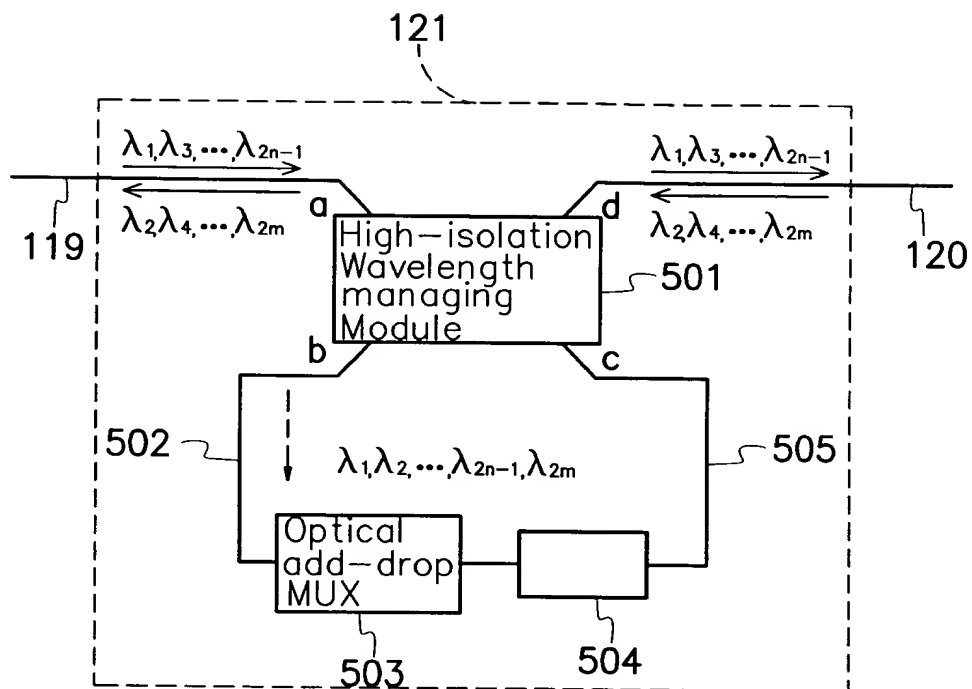 121
λ1,λ3,···,λ2n-1
λ1,λ3,···,λ2n-1
a
d
λ2,λ4,···,λ2m
λ2,λ4,···,λ2m
119
120
High-isolation
Wavelength
managing
Module
501
b
c
502
505
λ1,λ2,···,λ2n-1,λ2m
Optical
add-drop
MUX
503
504